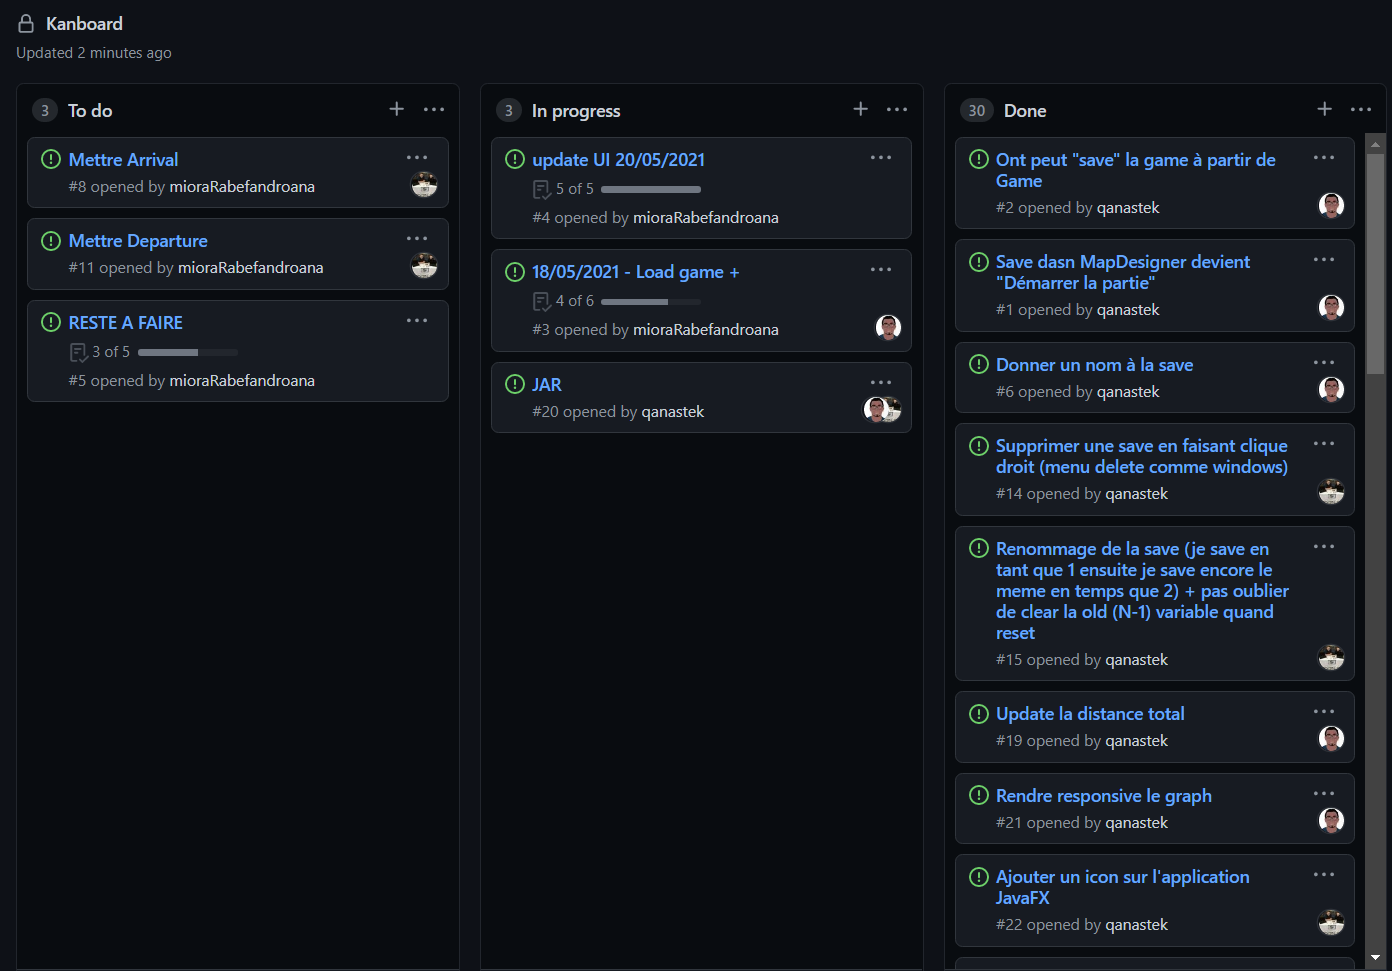 Kanboard
Updated 2 minutes ago
3 To do
Mettre Arrival
#8 opened by mioraRabefandroana
Mettre Departure
#11 opened by mioraRabefandroana
RESTE A FAIRE
3 of 5
#5 opened by mioraRabefandroana
3 In progress
update UI 20/05/2021
5 of 5
#4 opened by mioraRabefandroana
18/05/2021 - Load game +
4 of 6
#3 opened by mioraRabefandroana
JAR
#20 opened by qanastek
30 Done
Ont peut "save" la game à partir de
Game
#2 opened by qanastek
Save dasn MapDesigner devient
"Démarrer la partie"
#1 opened by qanastek
Donner un nom à la save
#6 opened by qanastek
Supprimer une save en faisant clique
droit (menu delete comme windows)
#14 opened by qanastek
Renommage de la save (je save en
tant que 1 ensuite je save encore le
meme en temps que 2) + pas oublier
de clear la old (N-1) variable quand
reset
#15 opened by qanastek
Update la distance total
#19 opened by qanastek
Rendre responsive le graph
#21 opened by qanastek
Ajouter un icon sur l'application
JavaFX
#22 opened by qanastek